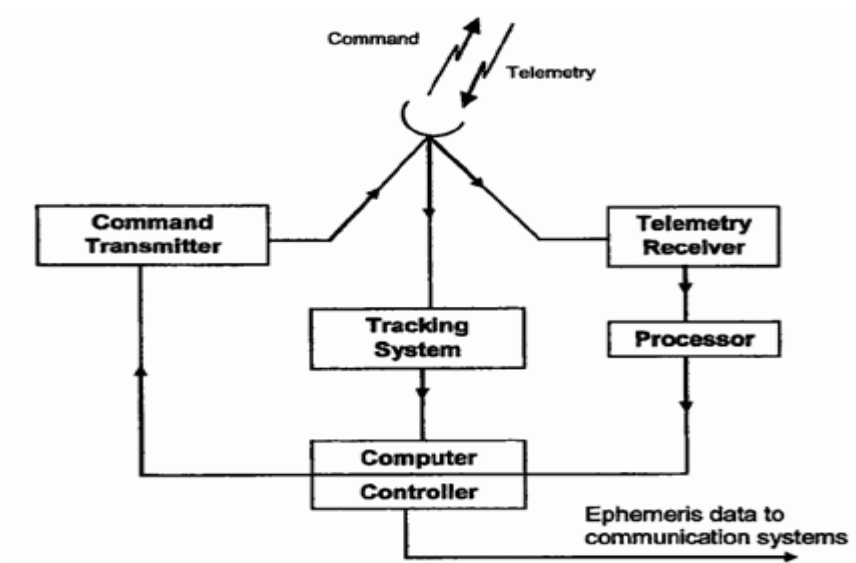 Command
Telemetry
Command
Transmitter
Telemetry
Receiver
Tracking
System
Processor
Computer
Controller
Ephemeris data to
communication systems